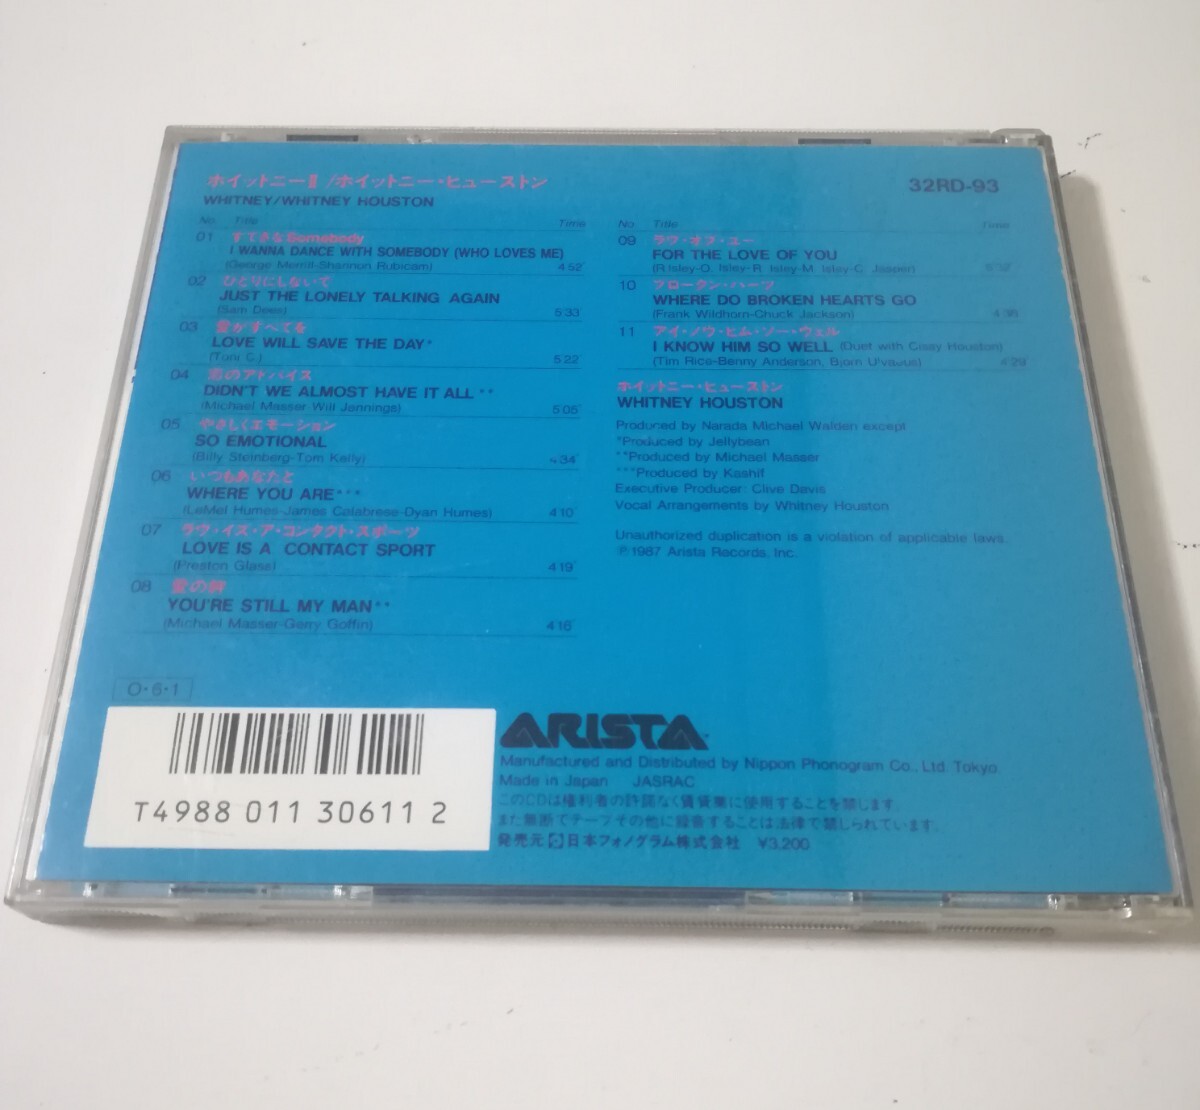 ホイットニーⅡ/ホイットニー・ヒューストン
WHITNEY/WHITNEY HOUSTON
32RD-93
No. Title Time
01 すてきなSomebody
I WANNA DANCE WITH SOMEBODY (WHO LOVES ME)
(George Merrill-Shannon Rubicam) 4'52"
02 ひとりにしないで
JUST THE LONELY TALKING AGAIN
(Sam Dees) 5'33"
03 愛がすべてを
LOVE WILL SAVE THE DAY*
(Toni C.) 5'22"
04 恋のアドバイス
DIDN'T WE ALMOST HAVE IT ALL**
(Michael Masser-Will Jennings) 5'05"
05 やさしくエモーション
SO EMOTIONAL
(Billy Steinberg-Tom Kelly) 4'34"
06 いつもあなたと
WHERE YOU ARE***
(LeMel Humes-James Calabrese-Dyan Humes) 4'10"
07 ラヴ・イズ・ア・コンタクト・スポーツ
LOVE IS A CONTACT SPORT
(Preston Glass) 4'19"
08 愛の絆
YOU'RE STILL MY MAN**
(Michael Masser-Gerry Goffin) 4'16"
No. Title Time
09 ラヴ・オブ・ユー
FOR THE LOVE OF YOU
(R.Isley-O. Isley-R. Isley-M. Isley-C. Jasper)
10 ブロークン・ハーツ
WHERE DO BROKEN HEARTS GO
(Frank Wildhorn-Chuck Jackson)
11 アイ・ノウ・ヒム・ソー・ウェル
I KNOW HIM SO WELL (Duet with Cissy Houston)
(Tim Rice-Benny Anderson, Bjorn Ulvaeus) 4'29"
ホイットニー・ヒューストン
WHITNEY HOUSTON
Produced by Narada Michael Walden except
*Produced by Jellybean
**Produced by Michael Masser
***Produced by Kashif
Executive Producer: Clive Davis
Vocal Arrangements by Whitney Houston
Unauthorized duplication is a violation of applicable laws.
℗1987 Arista Records, Inc.
O・6・1
T4988 011 30611 2
ARISTA
Manufactured and Distributed by Nippon Phonogram Co., Ltd. Tokyo.
Made in Japan JASRAC
このCDは権利者の許諾なく賃貸業に使用することを禁じます。
また無断でテープその他に録音することは法律で禁じられています。
発売元 日本フォノグラム株式会社 ¥3,200